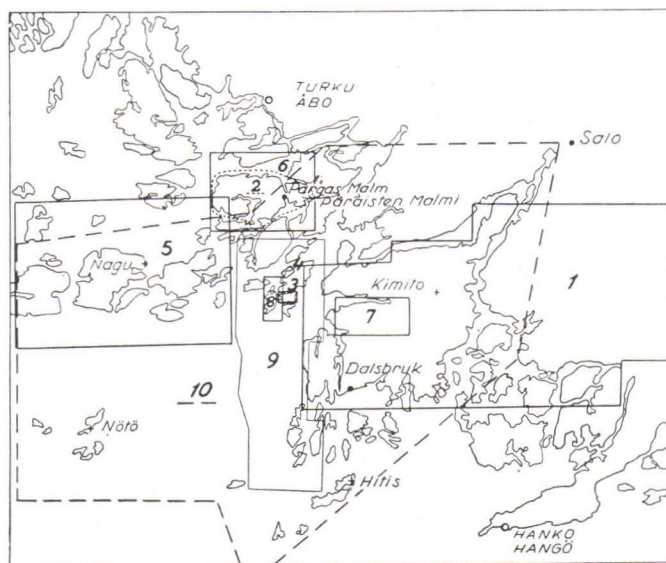 TURKU
ÅBO
Salo
6
2
Pargas Malm
Paraisten Malmi
5
Nagu
4
3
8
Kimito
1
7
9
Dalsbruk
10
Nötö
Hitis
HANKO
HANGÖ